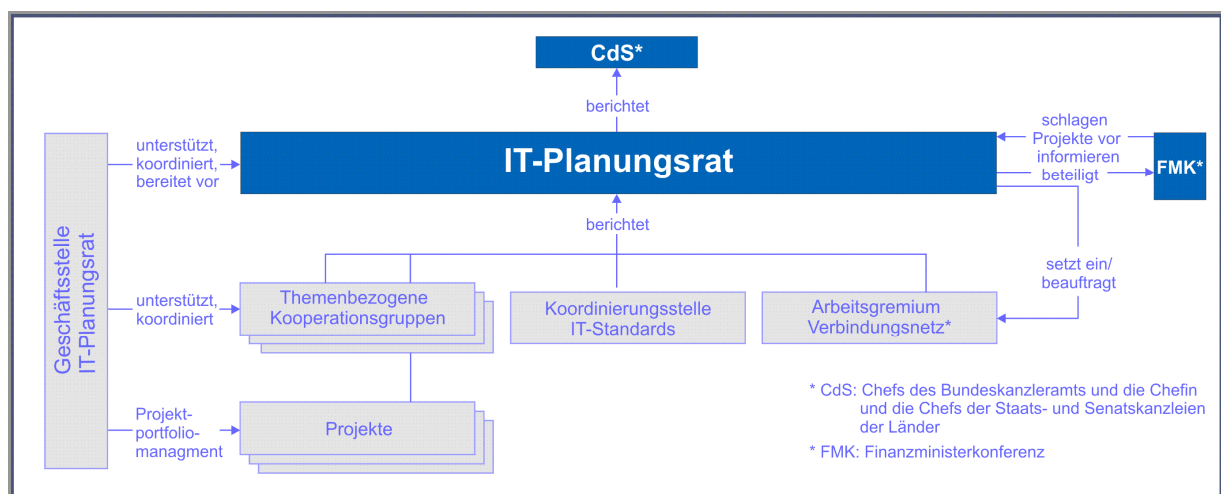 CdS*
berichtet
unterstützt,
koordiniert,
bereitet vor
IT-Planungsrat
schlagen
Projekte vor
informieren
beteiligt
FMK*
berichtet
Geschäftsstelle
IT-Planungsrat
setzt ein/
beauftragt
unterstützt,
koordiniert
Themenbezogene
Kooperationsgruppen
Koordinierungsstelle
IT-Standards
Arbeitsgremium
Verbindungsnetz*
Projekt-
portfolio-
managment
Projekte
* CdS: Chefs des Bundeskanzleramts und die Chefin
und die Chefs der Staats- und Senatskanzleien
der Länder
* FMK: Finanzministerkonferenz